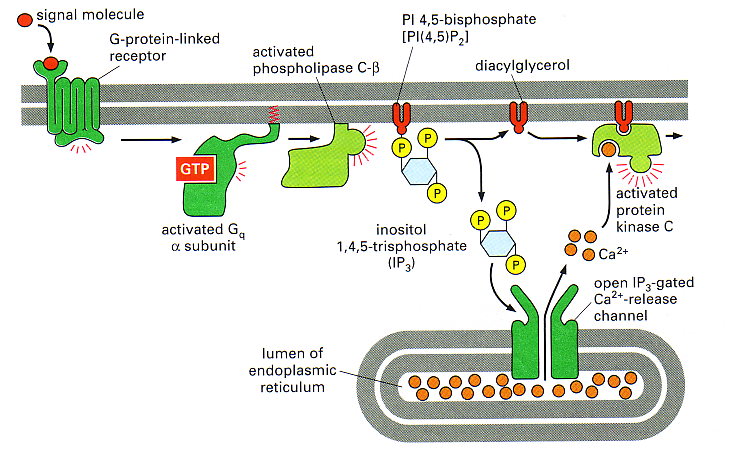 signal molecule
G-protein-linked
receptor
activated
phospholipase C-β
PI 4,5-bisphosphate
[PI(4,5)P₂]
diacylglycerol
P
P
P
GTP
activated Gq
α subunit
inositol
1,4,5-trisphosphate
(IP₃)
P
P
P
activated
protein
kinase C
Ca²⁺
open IP₃-gated
Ca²⁺-release
channel
lumen of
endoplasmic
reticulum